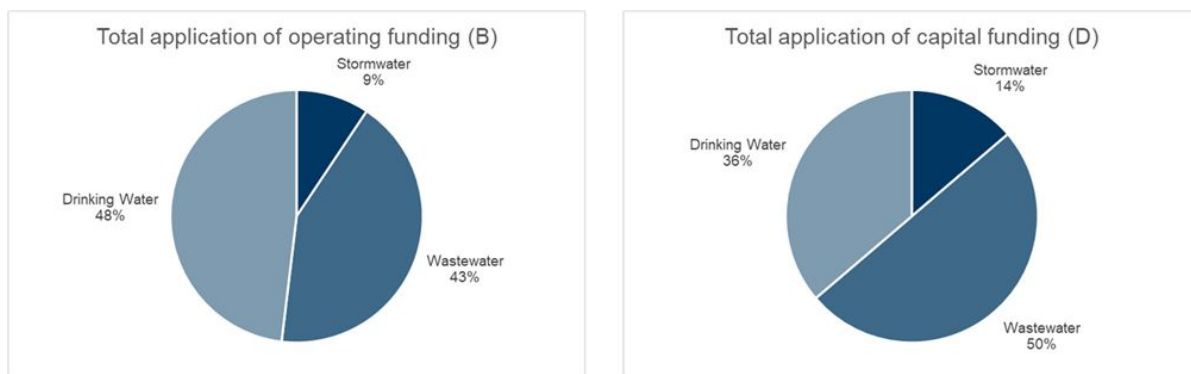 Total application of operating funding (B)
Stormwater
9%
Drinking Water
48%
Wastewater
43%
Total application of capital funding (D)
Stormwater
14%
Drinking Water
36%
Wastewater
50%